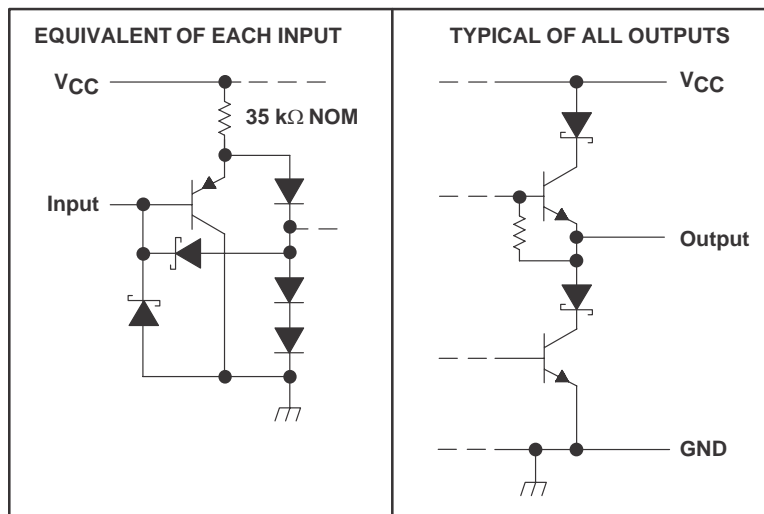 EQUIVALENT OF EACH INPUT
VCC
35 kΩ NOM
Input
TYPICAL OF ALL OUTPUTS
VCC
Output
GND